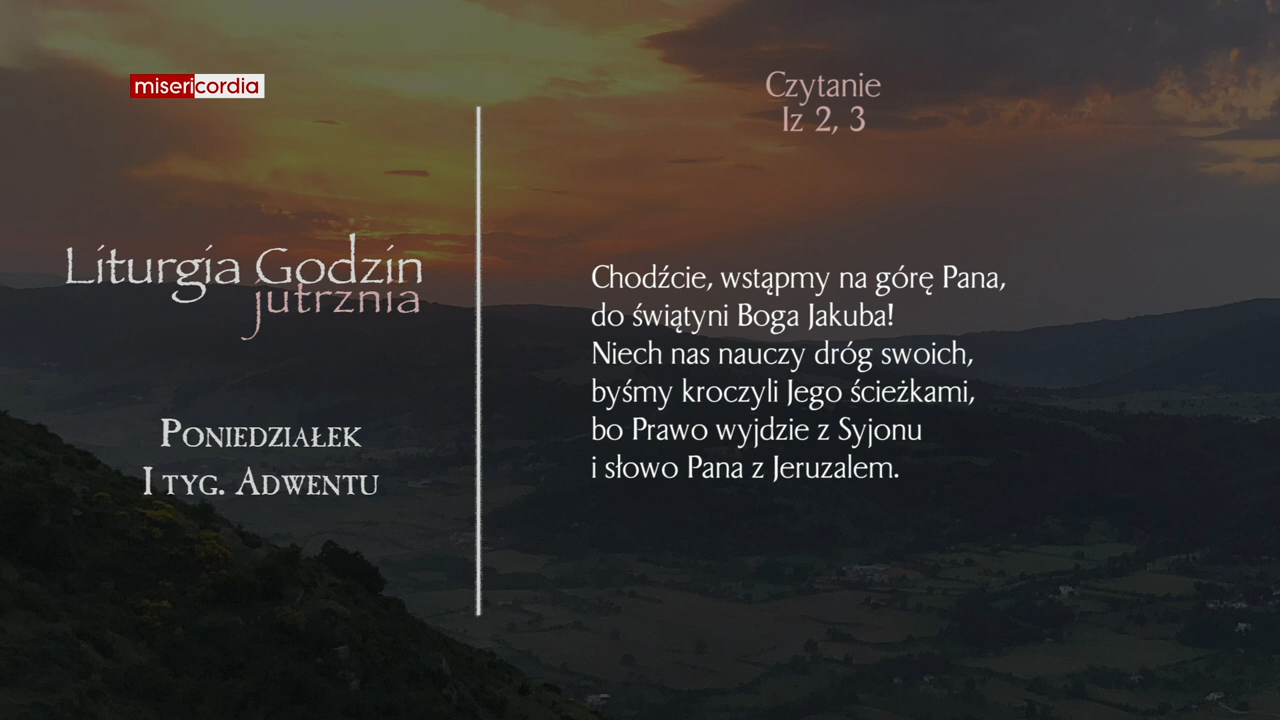 misericordia
Liturgia Godzin
jutrznia
Poniedziałek
I tyg. Adwentu
Czytanie
Iz 2, 3
Chodźcie, wstąpmy na górę Pana,
do świątyni Boga Jakuba!
Niech nas nauczy dróg swoich,
byśmy kroczyli Jego ścieżkami,
bo Prawo wyjdzie z Syjonu
i słowo Pana z Jeruzalem.